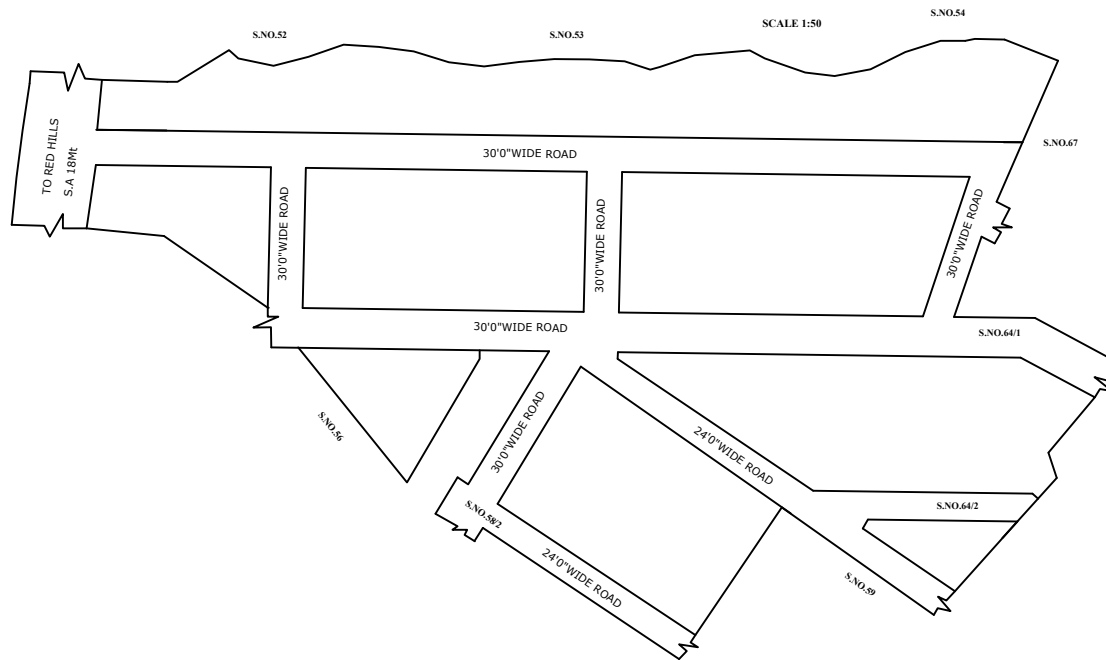 S.NO.54
SCALE 1:50
S.NO.52
S.NO.53
S.NO.67
TO RED HILLS
S.A 18Mt
30'0"WIDE ROAD
30'0"WIDE ROAD
30'0"WIDE ROAD
30'0"WIDE ROAD
30'0"WIDE ROAD
S.NO.64/1
S.NO.56
30'0"WIDE ROAD
24'0"WIDE ROAD
S.NO.64/2
S.NO.58/2
24'0"WIDE ROAD
S.NO.59